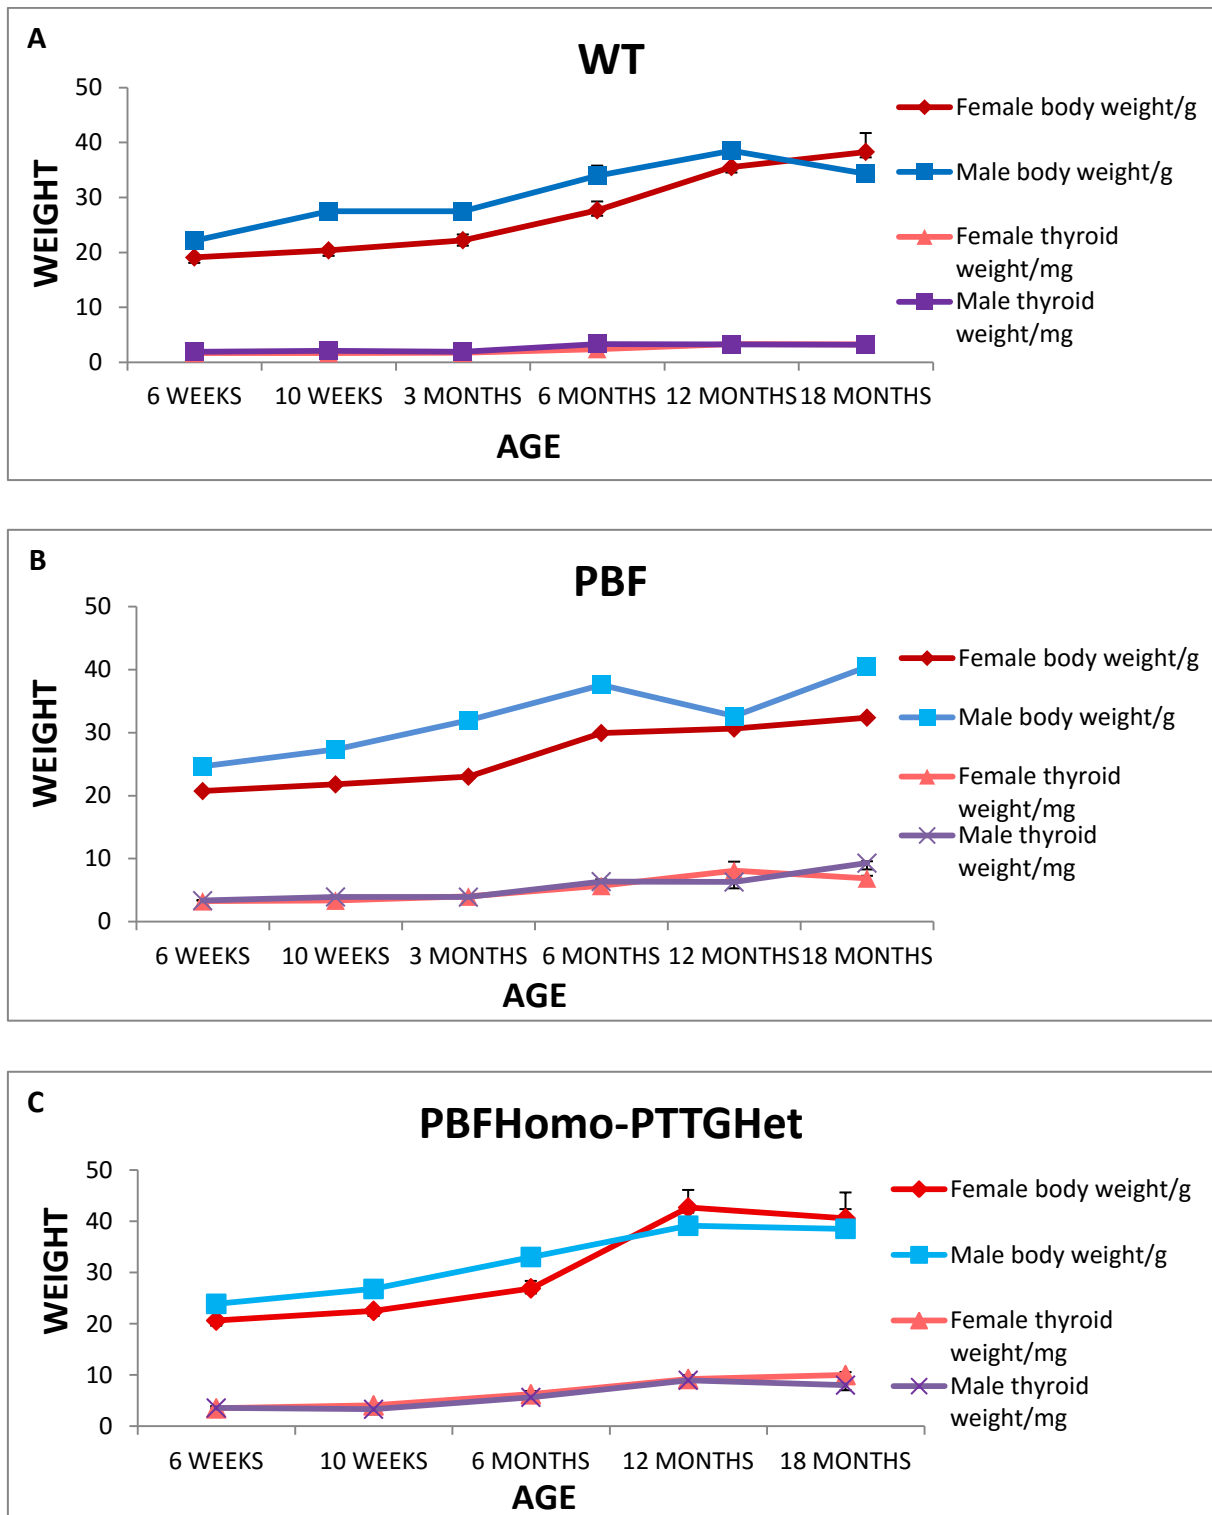 A
WT
50
40
30
20
10
0
WEIGHT
6 WEEKS 10 WEEKS 3 MONTHS 6 MONTHS 12 MONTHS 18 MONTHS
AGE
Female body weight/g
Male body weight/g
Female thyroid
weight/mg
Male thyroid
weight/mg
B
PBF
50
40
30
20
10
0
WEIGHT
6 WEEKS 10 WEEKS 3 MONTHS 6 MONTHS 12 MONTHS 18 MONTHS
AGE
Female body weight/g
Male body weight/g
Female thyroid
weight/mg
Male thyroid
weight/mg
C
PBFHomo-PTTGHet
50
40
30
20
10
0
WEIGHT
6 WEEKS 10 WEEKS 6 MONTHS 12 MONTHS 18 MONTHS
AGE
Female body weight/g
Male body weight/g
Female thyroid
weight/mg
Male thyroid
weight/mg